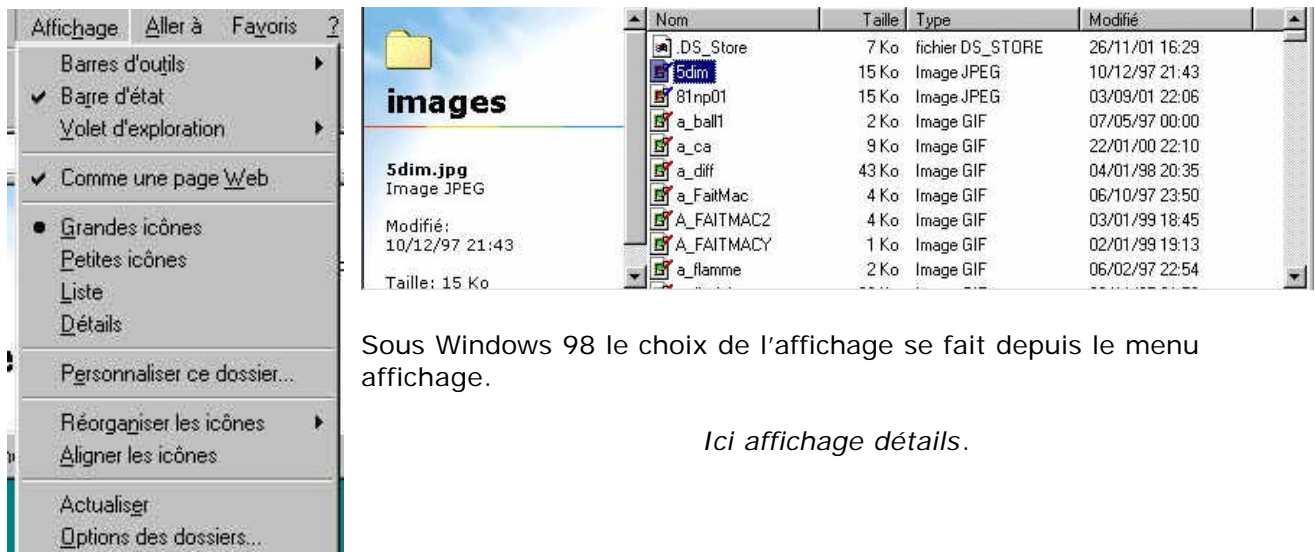 Affichage Aller à Favoris ?
Barres d'outils
Barre d'état
Volet d'exploration
Comme une page Web
Grandes icônes
Petites icônes
Liste
Détails
Personnaliser ce dossier...
Réorganiser les icônes
Aligner les icônes
Actualiser
Options des dossiers...
images
5dim.jpg
Image JPEG
Modifié:
10/12/97 21:43
Taille: 15 Ko
Nom Taille Type Modifié
.DS_Store 7 Ko fichier DS_STORE 26/11/01 16:29
5dim 15 Ko Image JPEG 10/12/97 21:43
81np01 15 Ko Image JPEG 03/09/01 22:06
a_ball1 2 Ko Image GIF 07/05/97 00:00
a_ca 9 Ko Image GIF 22/01/00 22:10
a_diff 43 Ko Image GIF 04/01/98 20:35
a_FaitMac 4 Ko Image GIF 06/10/97 23:50
A_FAITMAC2 4 Ko Image GIF 03/01/99 18:45
A_FAITMACY 1 Ko Image GIF 02/01/99 19:13
a_flamme 2 Ko Image GIF 06/02/97 22:54
Sous Windows 98 le choix de l'affichage se fait depuis le menu
affichage.
Ici affichage détails.